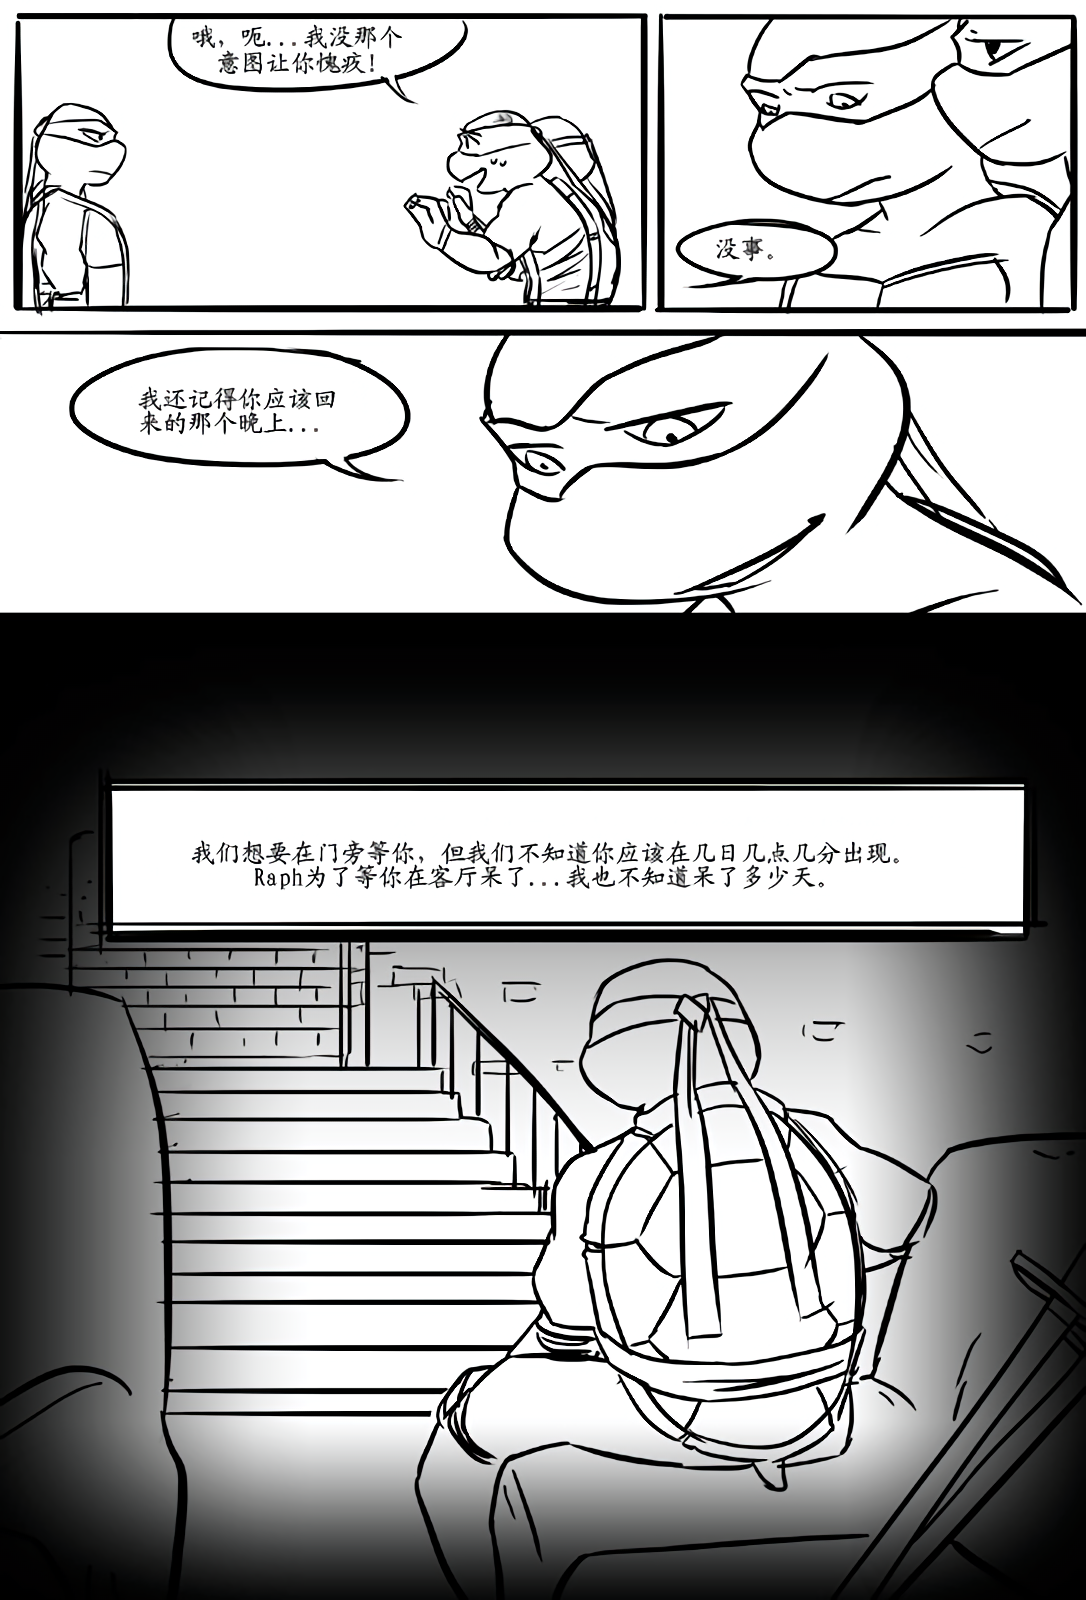 哦，呃...我没那个
意图让你愧疚！
没事。
我还记得你应该回
来的那个晚上...
我们想要在门旁等你，但我们不知道你应该在几日几点几分出现。
Raph为了等你在客厅呆了...我也不知道呆了多少天。